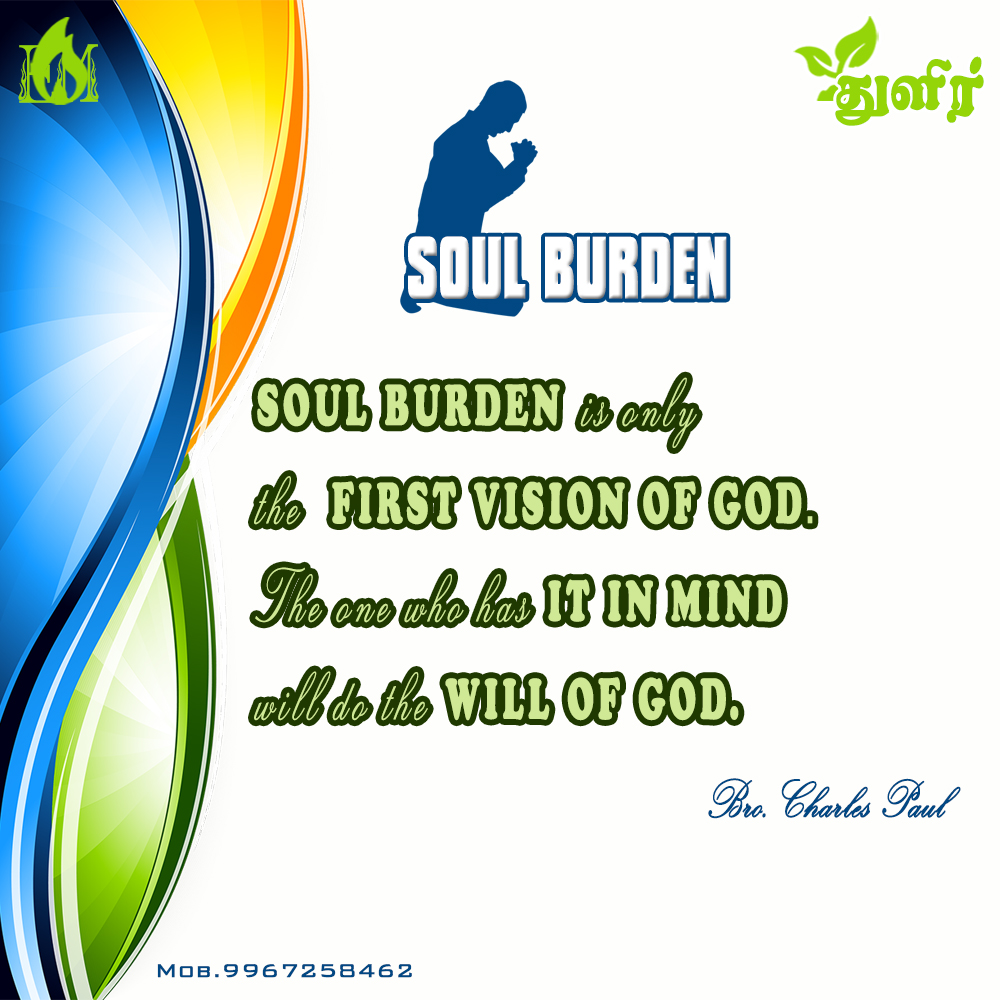 துளிர்
SOUL BURDEN
SOUL BURDEN is only
the FIRST VISION OF GOD.
The one who has IT IN MIND
will do the WILL OF GOD.
Bro. Charles Paul
Mob.9967258462